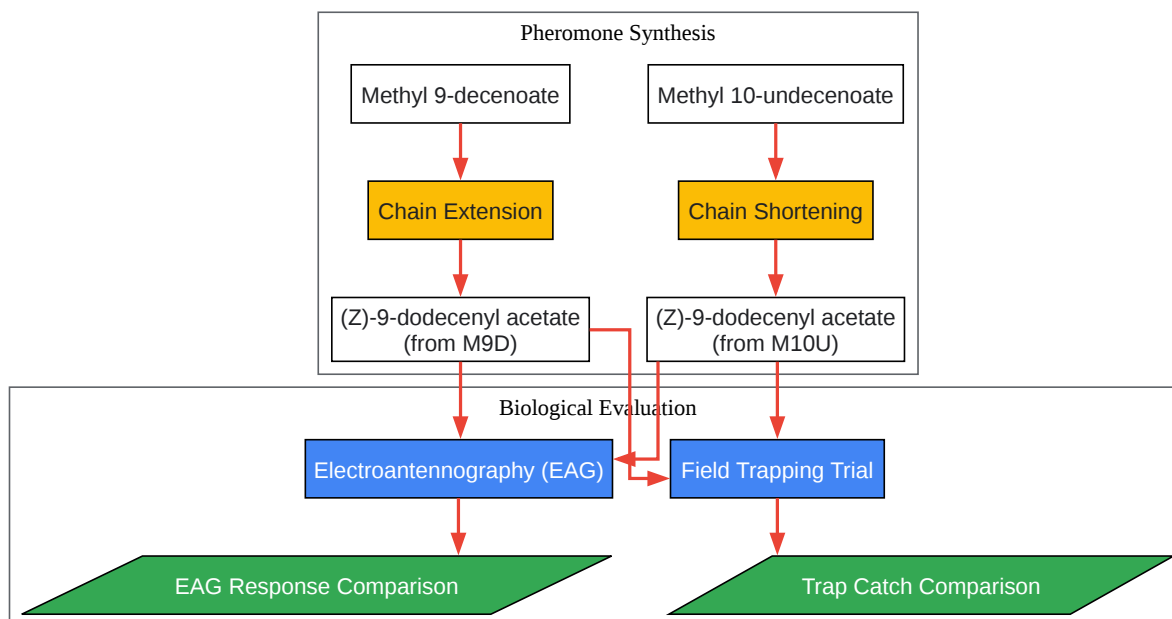 Pheromone Synthesis
Methyl 9-decenoate
Methyl 10-undecenoate
Chain Extension
Chain Shortening
(Z)-9-dodecenyl acetate
(from M9D)
(Z)-9-dodecenyl acetate
(from M10U)
Biological Evaluation
Electroantennography (EAG)
Field Trapping Trial
EAG Response Comparison
Trap Catch Comparison